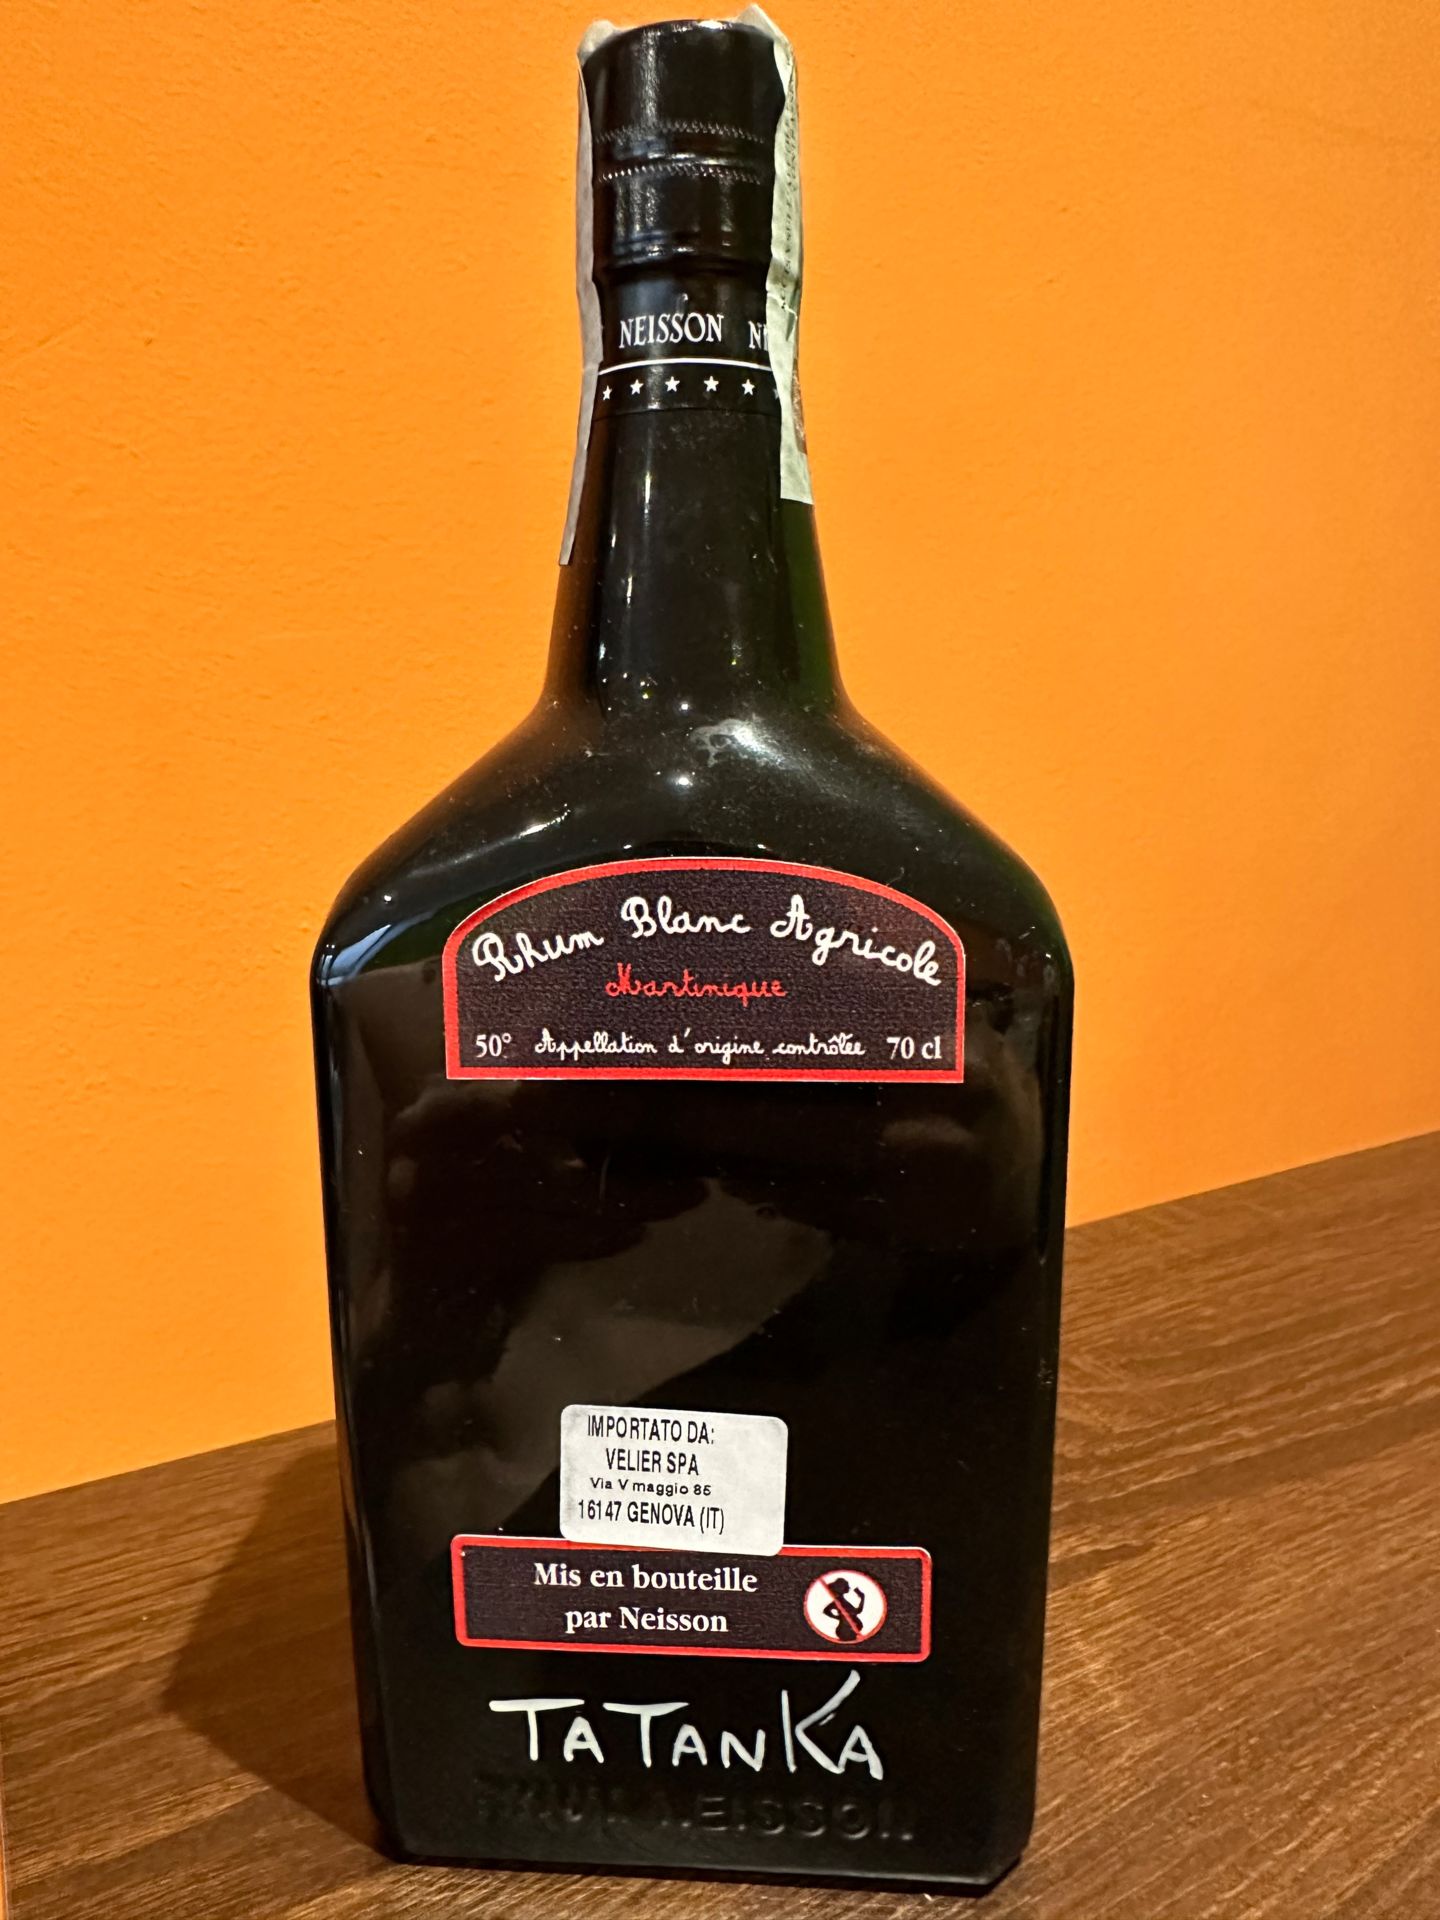 NEISSON
Rhum Blanc Agricole
Martinique
50° Appellation d'origine contrôlée 70 cl
IMPORTATO DA:
VELIER SPA
Via V maggio 85
16147 GENOVA (IT)
Mis en bouteille
par Neisson
TATANKA
NEISSON